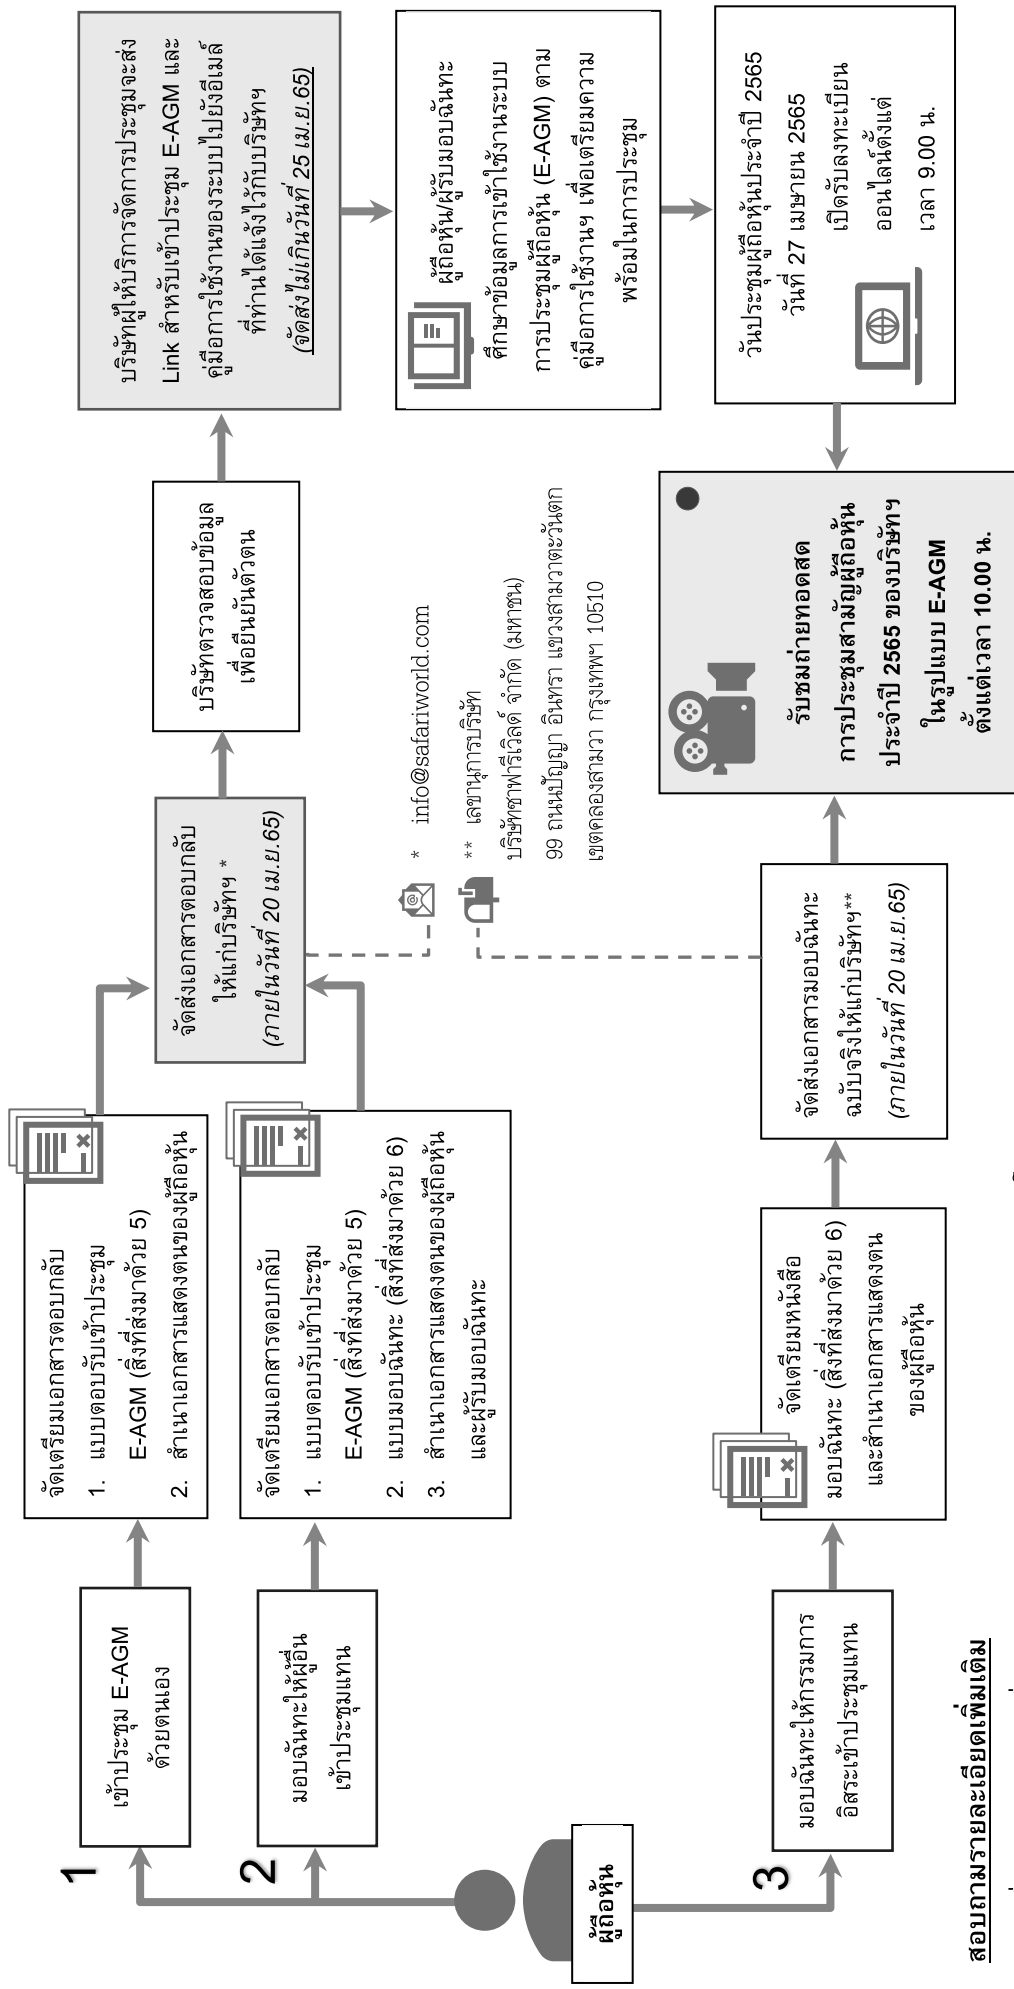 ผู้ถือหุ้น
1
เข้าประชุม E-AGM
ด้วยตนเอง
จัดเตรียมเอกสารตอบกลับ
1. แบบตอบรับเข้าประชุม
E-AGM (สิ่งที่ส่งมาด้วย 5)
2. สำเนาเอกสารแสดงตนของผู้ถือหุ้น
2
มอบฉันทะให้ผู้อื่น
เข้าประชุมแทน
จัดเตรียมเอกสารตอบกลับ
1. แบบตอบรับเข้าประชุม
E-AGM (สิ่งที่ส่งมาด้วย 5)
2. แบบมอบฉันทะ (สิ่งที่ส่งมาด้วย 6)
3. สำเนาเอกสารแสดงตนของผู้ถือหุ้น
และผู้รับมอบฉันทะ
จัดส่งเอกสารตอบกลับ
ให้แก่บริษัทฯ *
(ภายในวันที่ 20 เม.ย.65)
บริษัทตรวจสอบข้อมูล
เพื่อยืนยันตัวตน
บริษัทผู้ให้บริการจัดการประชุมจะส่ง
Link สำหรับเข้าประชุม E-AGM และ
คู่มือการใช้งานของระบบไปยังอีเมล์
ที่ท่านได้แจ้งไว้กับบริษัทฯ
(จัดส่งไม่เกินวันที่ 25 เม.ย.65)
ผู้ถือหุ้น/ผู้รับมอบฉันทะ
ศึกษาข้อมูลการเข้าใช้งานระบบ
การประชุมผู้ถือหุ้น (E-AGM) ตาม
คู่มือการใช้งานฯ เพื่อเตรียมความ
พร้อมในการประชุม
วันประชุมผู้ถือหุ้นประจำปี 2565
วันที่ 27 เมษายน 2565
เปิดรับลงทะเบียน
ออนไลน์ตั้งแต่
เวลา 9.00 น.
* info@safariworld.com
** เลขานุการบริษัท
บริษัทซาฟารีเวิลด์ จำกัด (มหาชน)
99 ถนนปัญญา อินทรา แขวงสามวาตะวันตก
เขตคลองสามวา กรุงเทพฯ 10510
3
มอบฉันทะให้กรรมการ
อิสระเข้าประชุมแทน
จัดเตรียมหนังสือ
มอบฉันทะ (สิ่งที่ส่งมาด้วย 6)
และสำเนาเอกสารแสดงตน
ของผู้ถือหุ้น
จัดส่งเอกสารมอบฉันทะ
ฉบับจริงให้แก่บริษัทฯ**
(ภายในวันที่ 20 เม.ย.65)
รับชมถ่ายทอดสด
การประชุมสามัญผู้ถือหุ้น
ประจำปี 2565 ของบริษัทฯ
ในรูปแบบ E-AGM
ตั้งแต่เวลา 10.00 น.
สอบถามรายละเอียดเพิ่มเติม